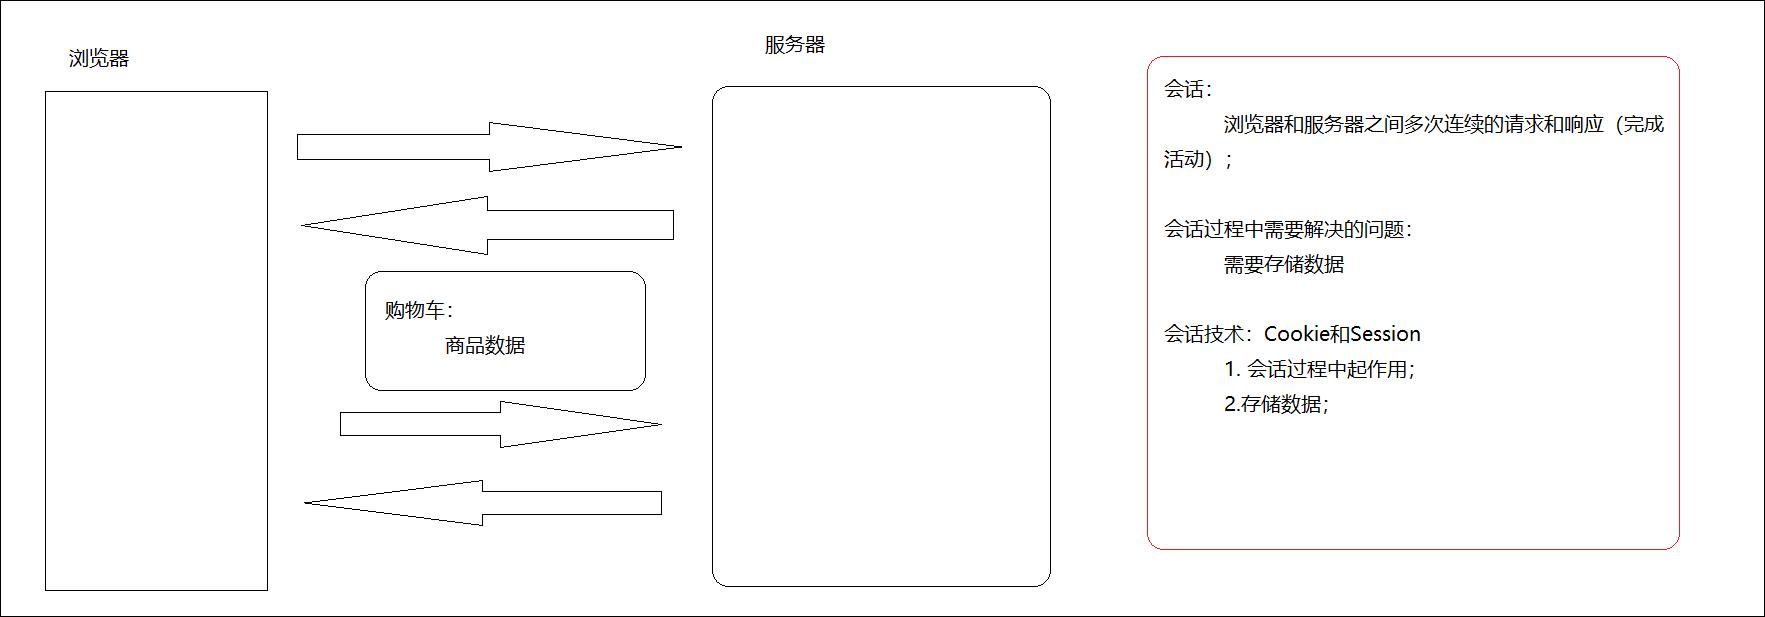 浏览器
服务器
购物车：
商品数据
会话：
浏览器和服务器之间多次连续的请求和响应（完成
活动）；
会话过程中需要解决的问题：
需要存储数据
会话技术：Cookie和Session
1. 会话过程中起作用；
2.存储数据；